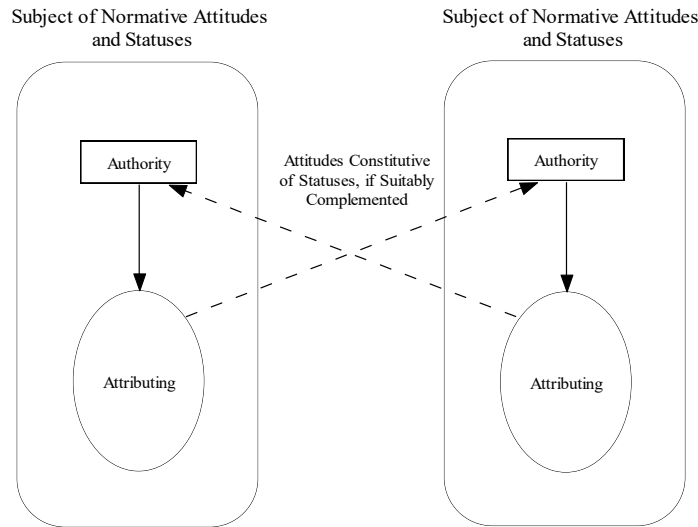 Subject of Normative Attitudes
and Statuses
Subject of Normative Attitudes
and Statuses
Authority
Attitudes Constitutive
of Statuses, if Suitably
Complemented
Authority
Attributing
Attributing